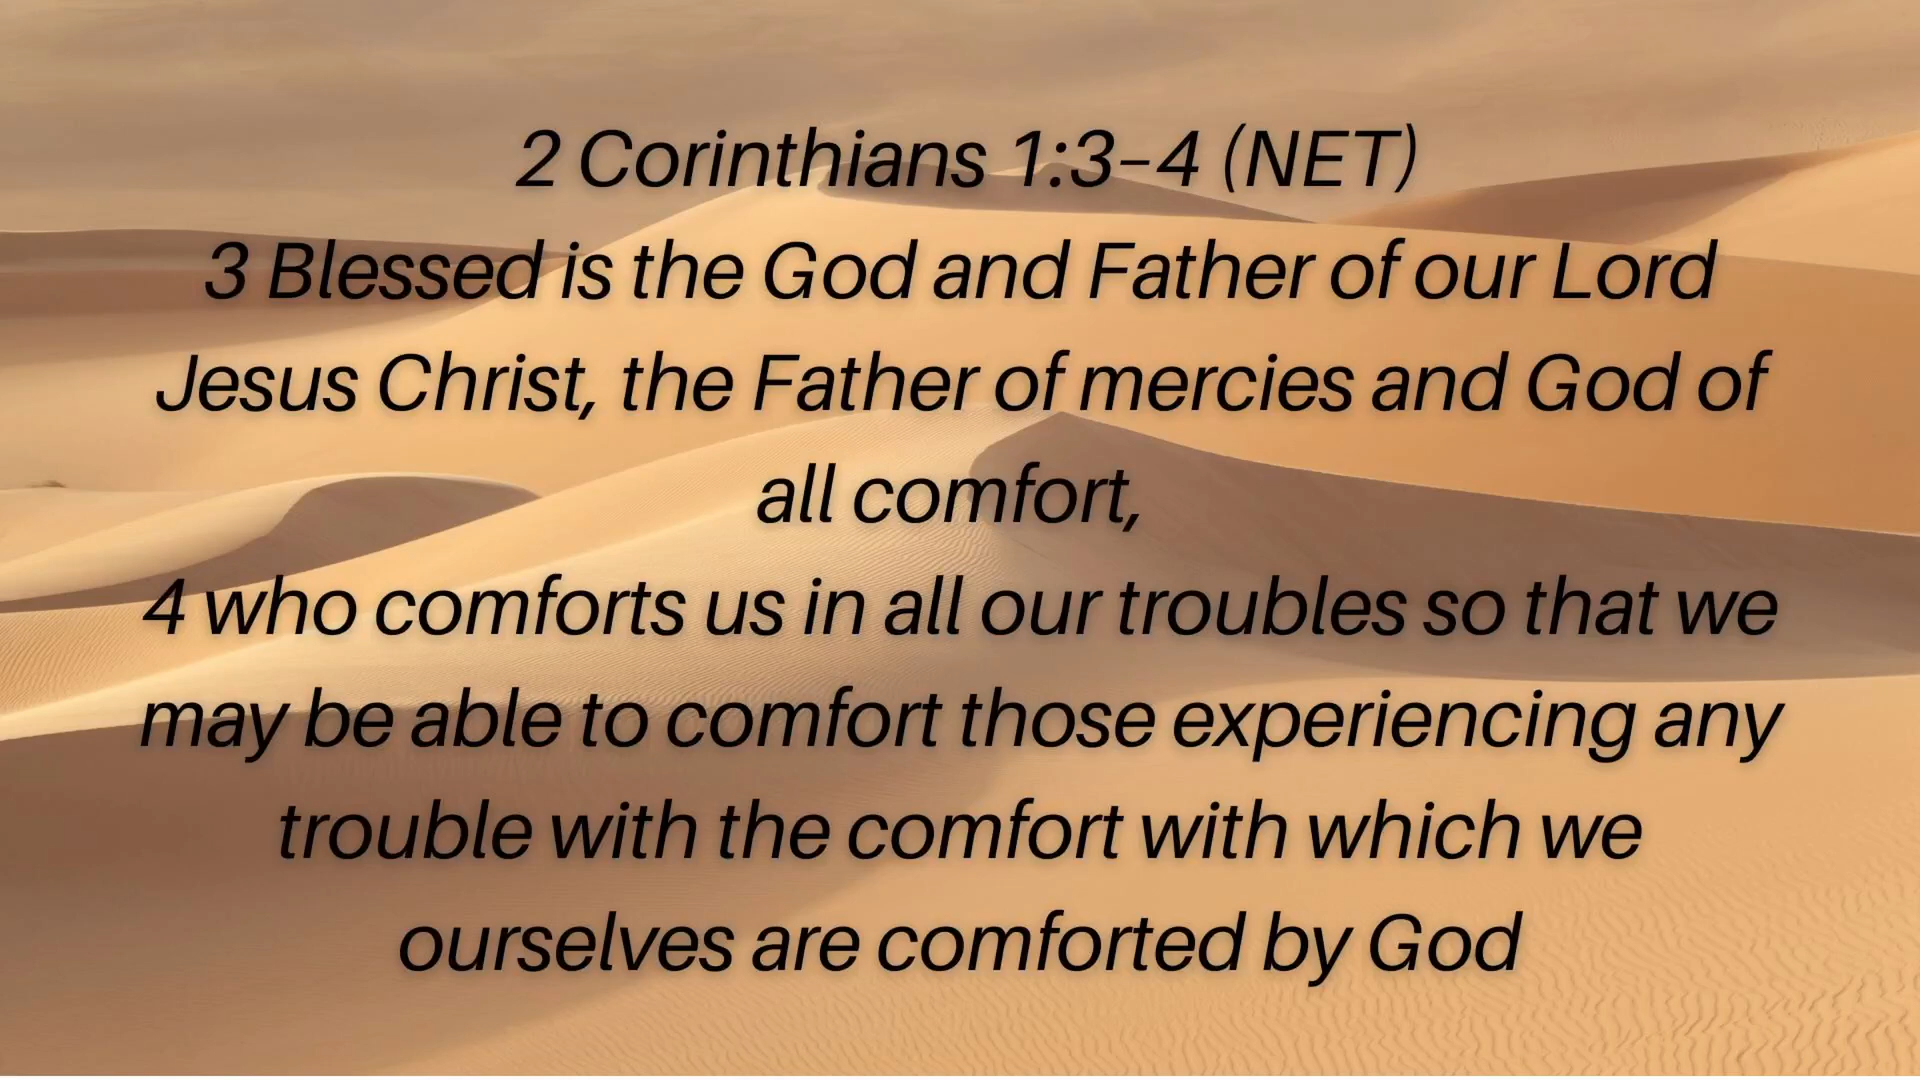 2 Corinthians 1:3–4 (NET)
3 Blessed is the God and Father of our Lord
Jesus Christ, the Father of mercies and God of
all comfort,
4 who comforts us in all our troubles so that we
may be able to comfort those experiencing any
trouble with the comfort with which we
ourselves are comforted by God